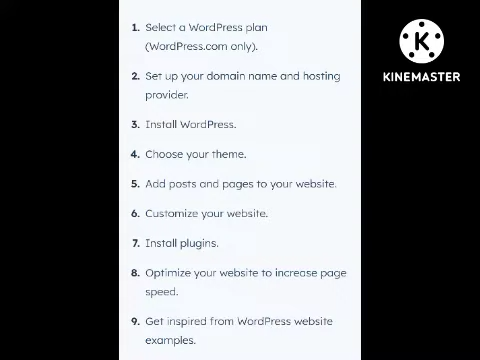 1. Select a WordPress plan
(WordPress.com only).
2. Set up your domain name and hosting
provider.
3. Install WordPress.
4. Choose your theme.
5. Add posts and pages to your website.
6. Customize your website.
7. Install plugins.
8. Optimize your website to increase page
speed.
9. Get inspired from WordPress website
examples.
K
KINEMASTER